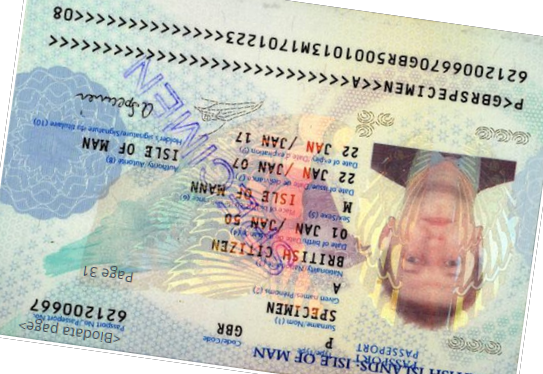 BRITISH ISLANDS: ISLE OF MAN
PASSPORT
PASSPORT
Type/Type
P
Code/Code
GBR
Passport No./Passeport No.
621200667
<Biodata page>
Surname/Nom (1)
SPECIMEN
Given names/Prénoms (2)
A
Page 31
Nationality/Nationalité (3)
BRITISH CITIZEN
Date of birth/Date de naissance (4)
01 JAN /JAN 50
Sex/Sexe (5)
M
Place of birth/Lieu de naissance (6)
ISLE OF MANN
Date of issue/Date de délivrance (7)
22 JAN /JAN 07
Authority/Autorité (8)
ISLE OF MAN
Date of expiry/Date d'expiration (9)
22 JAN /JAN 17
Holder's signature/Signature du titulaire (10)
A Specimen
SPECIMEN
P<GBRSPECIMEN<<A<<<<<<<<<<<<<<<<<<<<<<<<<<<<
6212006670GBR5001013M1701223<<<<<<<<<<<<<<08